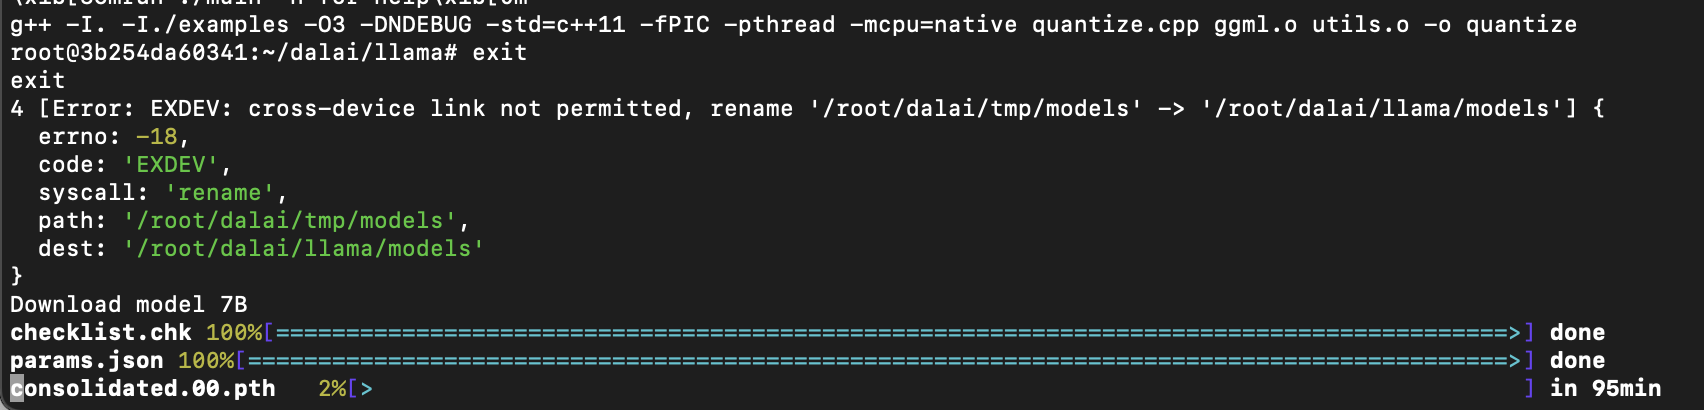 g++ -I. -I./examples -O3 -DNDEBUG -std=c++11 -fPIC -pthread -mcpu=native quantize.cpp ggml.o utils.o -o quantize
root@3b254da60341:~/dalai/llama# exit
exit
4 [Error: EXDEV: cross-device link not permitted, rename '/root/dalai/tmp/models' -> '/root/dalai/llama/models'] {
  errno: -18,
  code: 'EXDEV',
  syscall: 'rename',
  path: '/root/dalai/tmp/models',
  dest: '/root/dalai/llama/models'
}
Download model 7B
checklist.chk 100%[========================================================================================>] done
params.json 100%[==========================================================================================>] done
consolidated.00.pth   2%[>                                                                                  ] in 95min